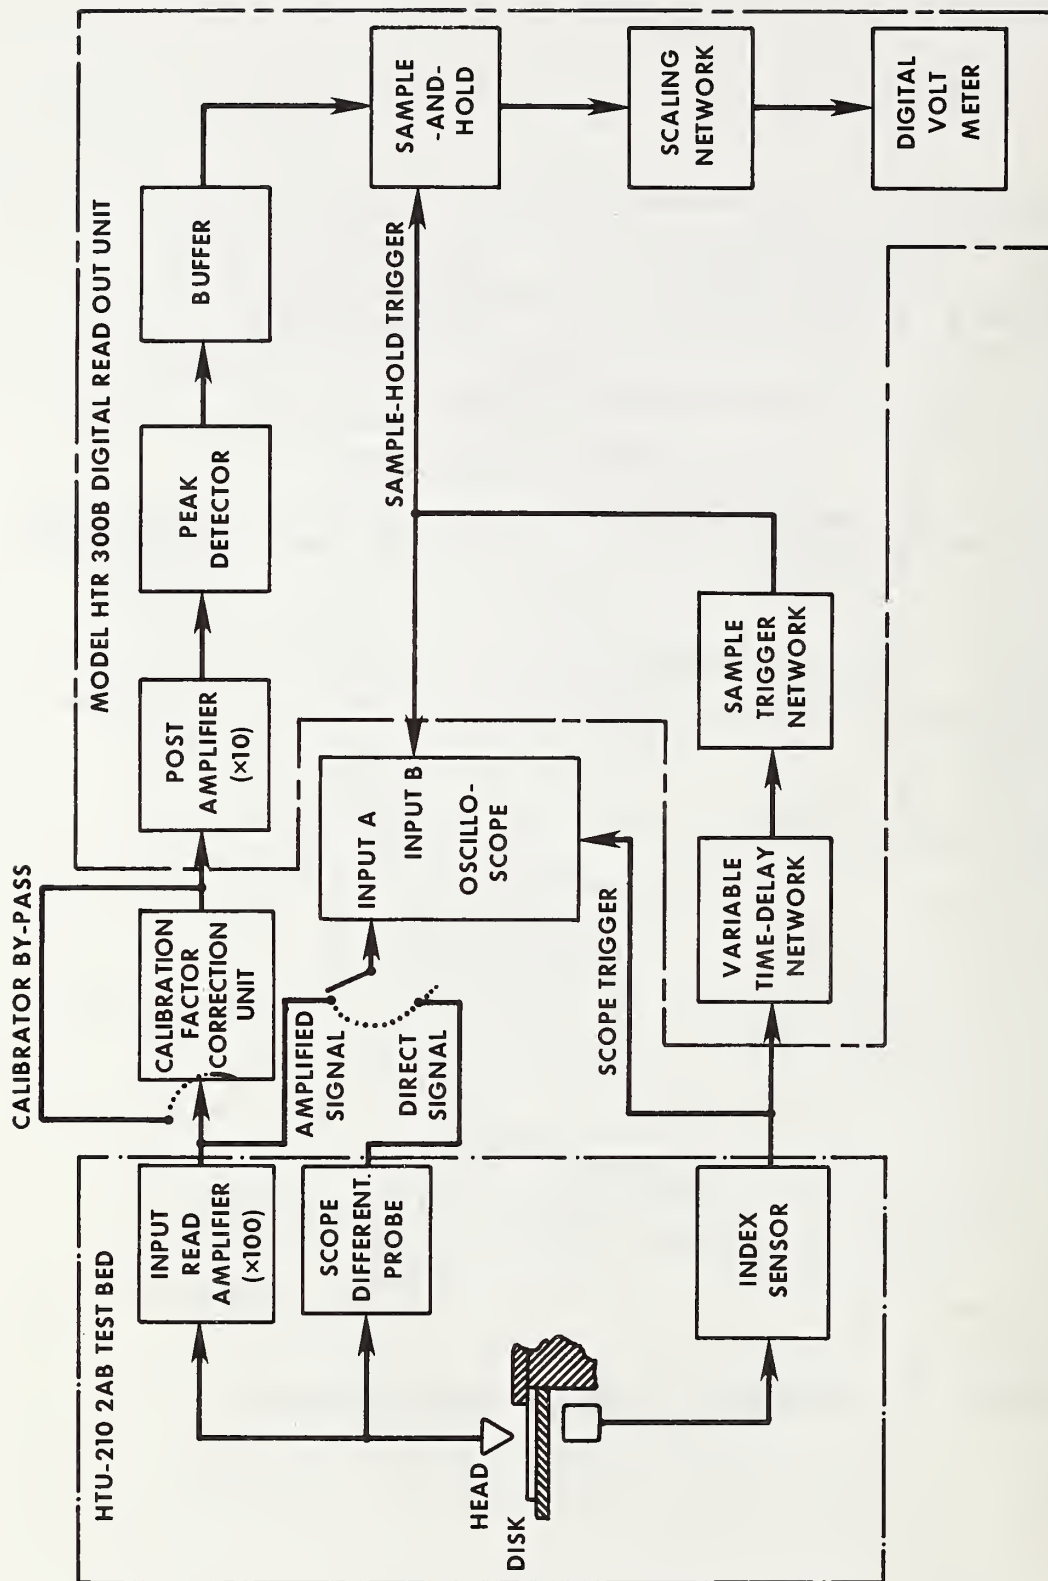 HTU-210 2AB TEST BED
INPUT
READ
AMPLIFIER
(×100)
SCOPE
DIFFERENT.
PROBE
HEAD
DISK
INDEX
SENSOR
CALIBRATOR BY-PASS
CALIBRATION
FACTOR
CORRECTION
UNIT
AMPLIFIED
SIGNAL
DIRECT
SIGNAL
SCOPE TRIGGER
INPUT A
INPUT B
OSCILLO-
SCOPE
MODEL HTR 300B DIGITAL READ OUT UNIT
POST
AMPLIFIER
(×10)
PEAK
DETECTOR
BUFFER
SAMPLE-HOLD TRIGGER
VARIABLE
TIME-DELAY
NETWORK
SAMPLE
TRIGGER
NETWORK
SAMPLE
-AND-
HOLD
SCALING
NETWORK
DIGITAL
VOLT
METER